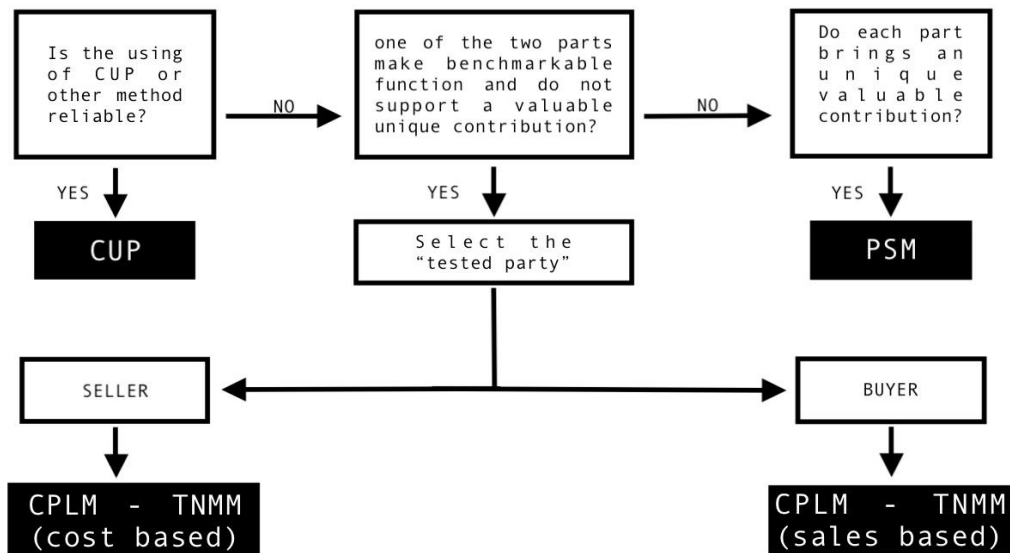 Is the using
of CUP or
other method
reliable?
NO
one of the two parts
make benchmarkable
function and do not
support a valuable
unique contribution?
NO
Do each part
brings an
unique
valuable
contribution?
YES
YES
YES
CUP
Select the
“tested party”
PSM
SELLER
BUYER
CPLM - TNMM
(cost based)
CPLM - TNMM
(sales based)